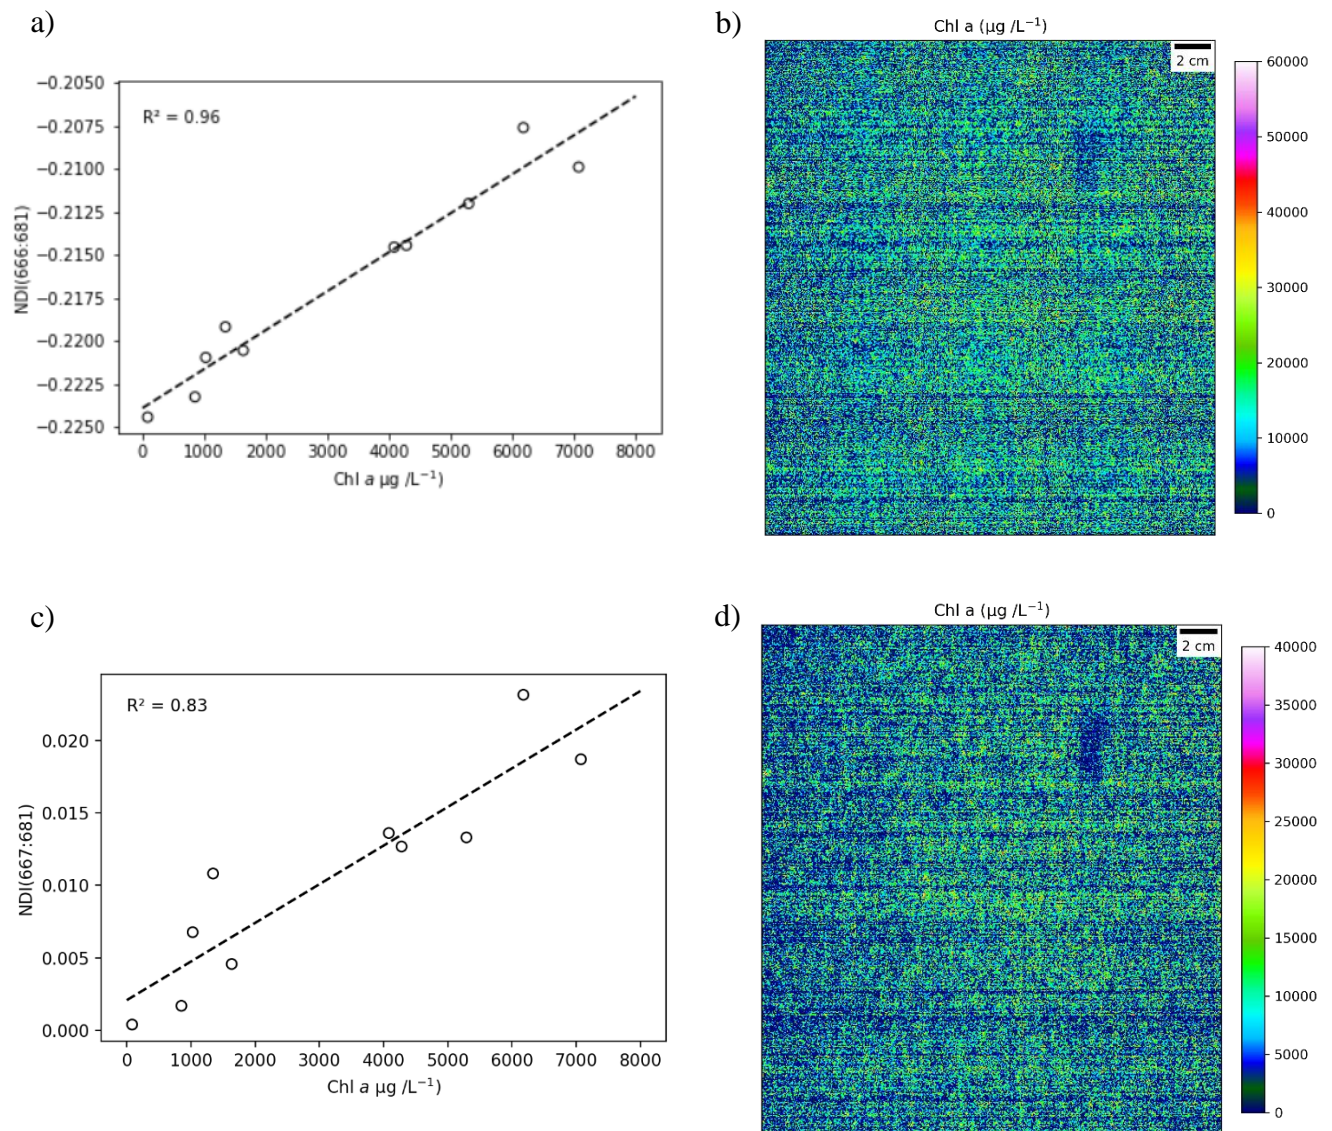 a)
R² = 0.96
−0.2050
−0.2075
−0.2100
−0.2125
−0.2150
−0.2175
−0.2200
−0.2225
−0.2250
NDI(666:681)
0 1000 2000 3000 4000 5000 6000 7000 8000
Chl a µg /L⁻¹)
b)
Chl a (µg /L⁻¹)
2 cm
60000
50000
40000
30000
20000
10000
0
c)
R² = 0.83
0.020
0.015
0.010
0.005
0.000
NDI(667:681)
0 1000 2000 3000 4000 5000 6000 7000 8000
Chl a µg /L⁻¹)
d)
Chl a (µg /L⁻¹)
2 cm
40000
35000
30000
25000
20000
15000
10000
5000
0